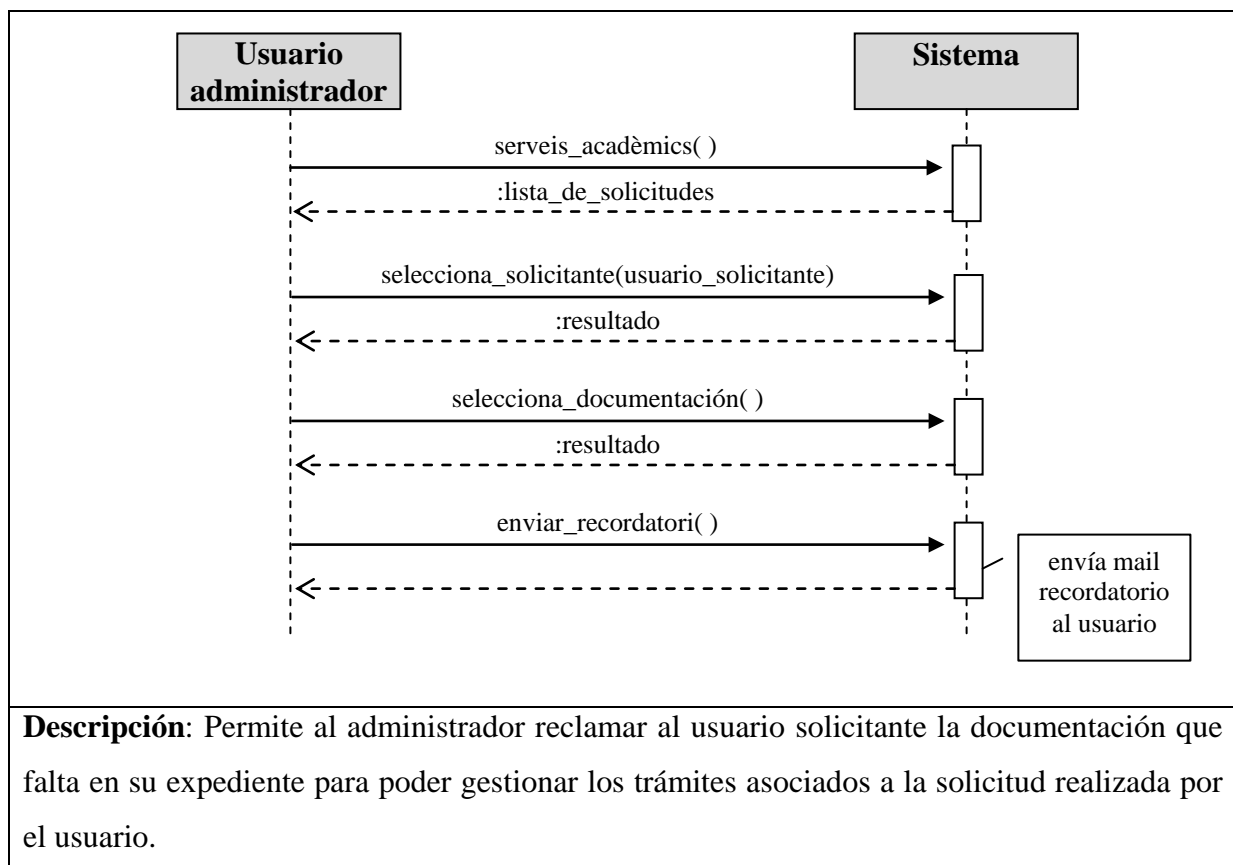 Usuario
administrador
Sistema
serveis_acadèmics( )
:lista_de_solicitudes
selecciona_solicitante(usuario_solicitante)
:resultado
selecciona_documentación( )
:resultado
enviar_recordatori( )
envía mail
recordatorio
al usuario
Descripción: Permite al administrador reclamar al usuario solicitante la documentación que
falta en su expediente para poder gestionar los trámites asociados a la solicitud realizada por
el usuario.